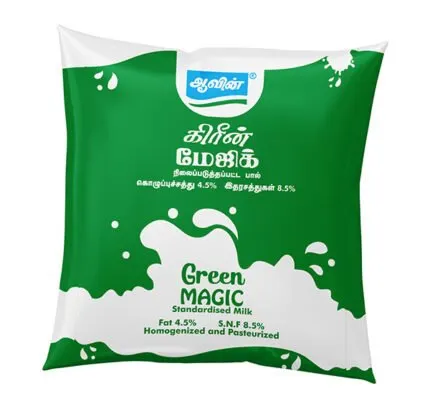 ஆவின்®
கிரீன்
மேஜிக்
நிலைப்படுத்தப்பட்ட பால்
கொழுப்புச்சத்து 4.5% இதரசத்துகள் 8.5%
Green
MAGIC
Standardised Milk
Fat 4.5% S.N.F 8.5%
Homogenized and Pasteurized